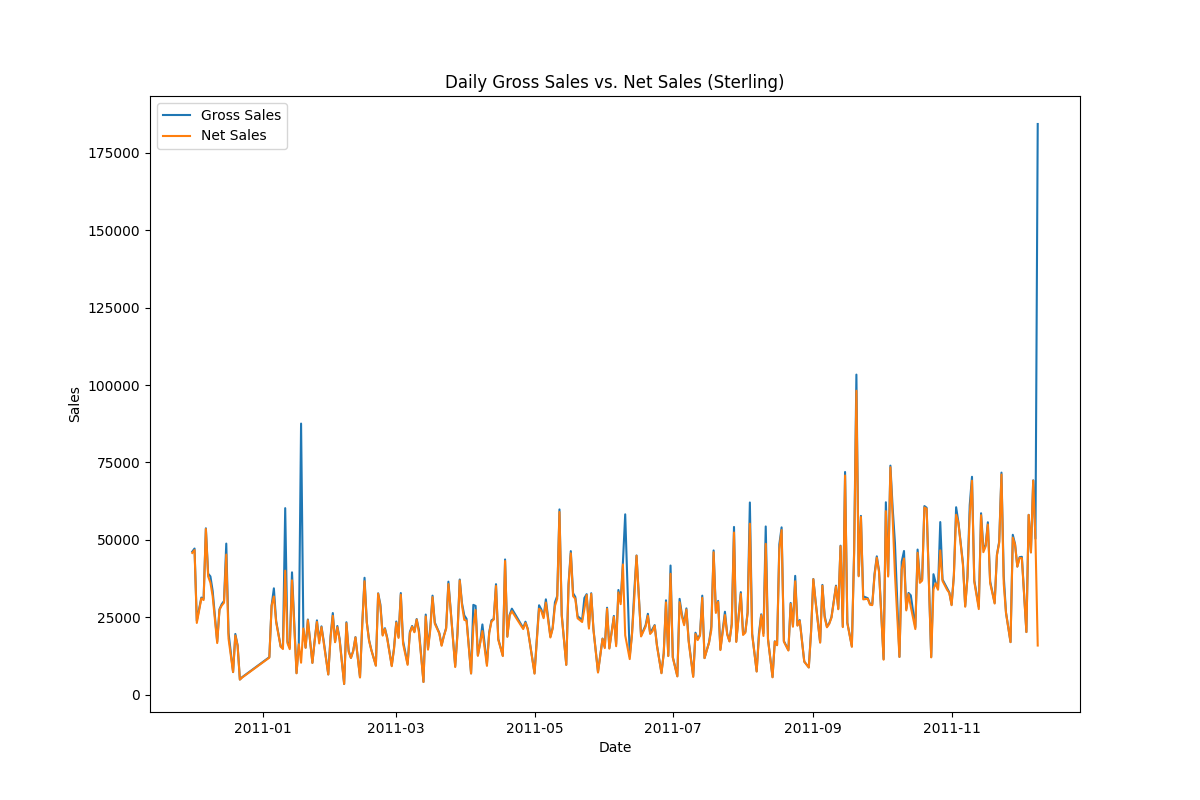 Daily Gross Sales vs. Net Sales (Sterling)
Gross Sales
Net Sales
175000
150000
125000
100000
75000
50000
25000
0
Sales
2011-01 2011-03 2011-05 2011-07 2011-09 2011-11
Date